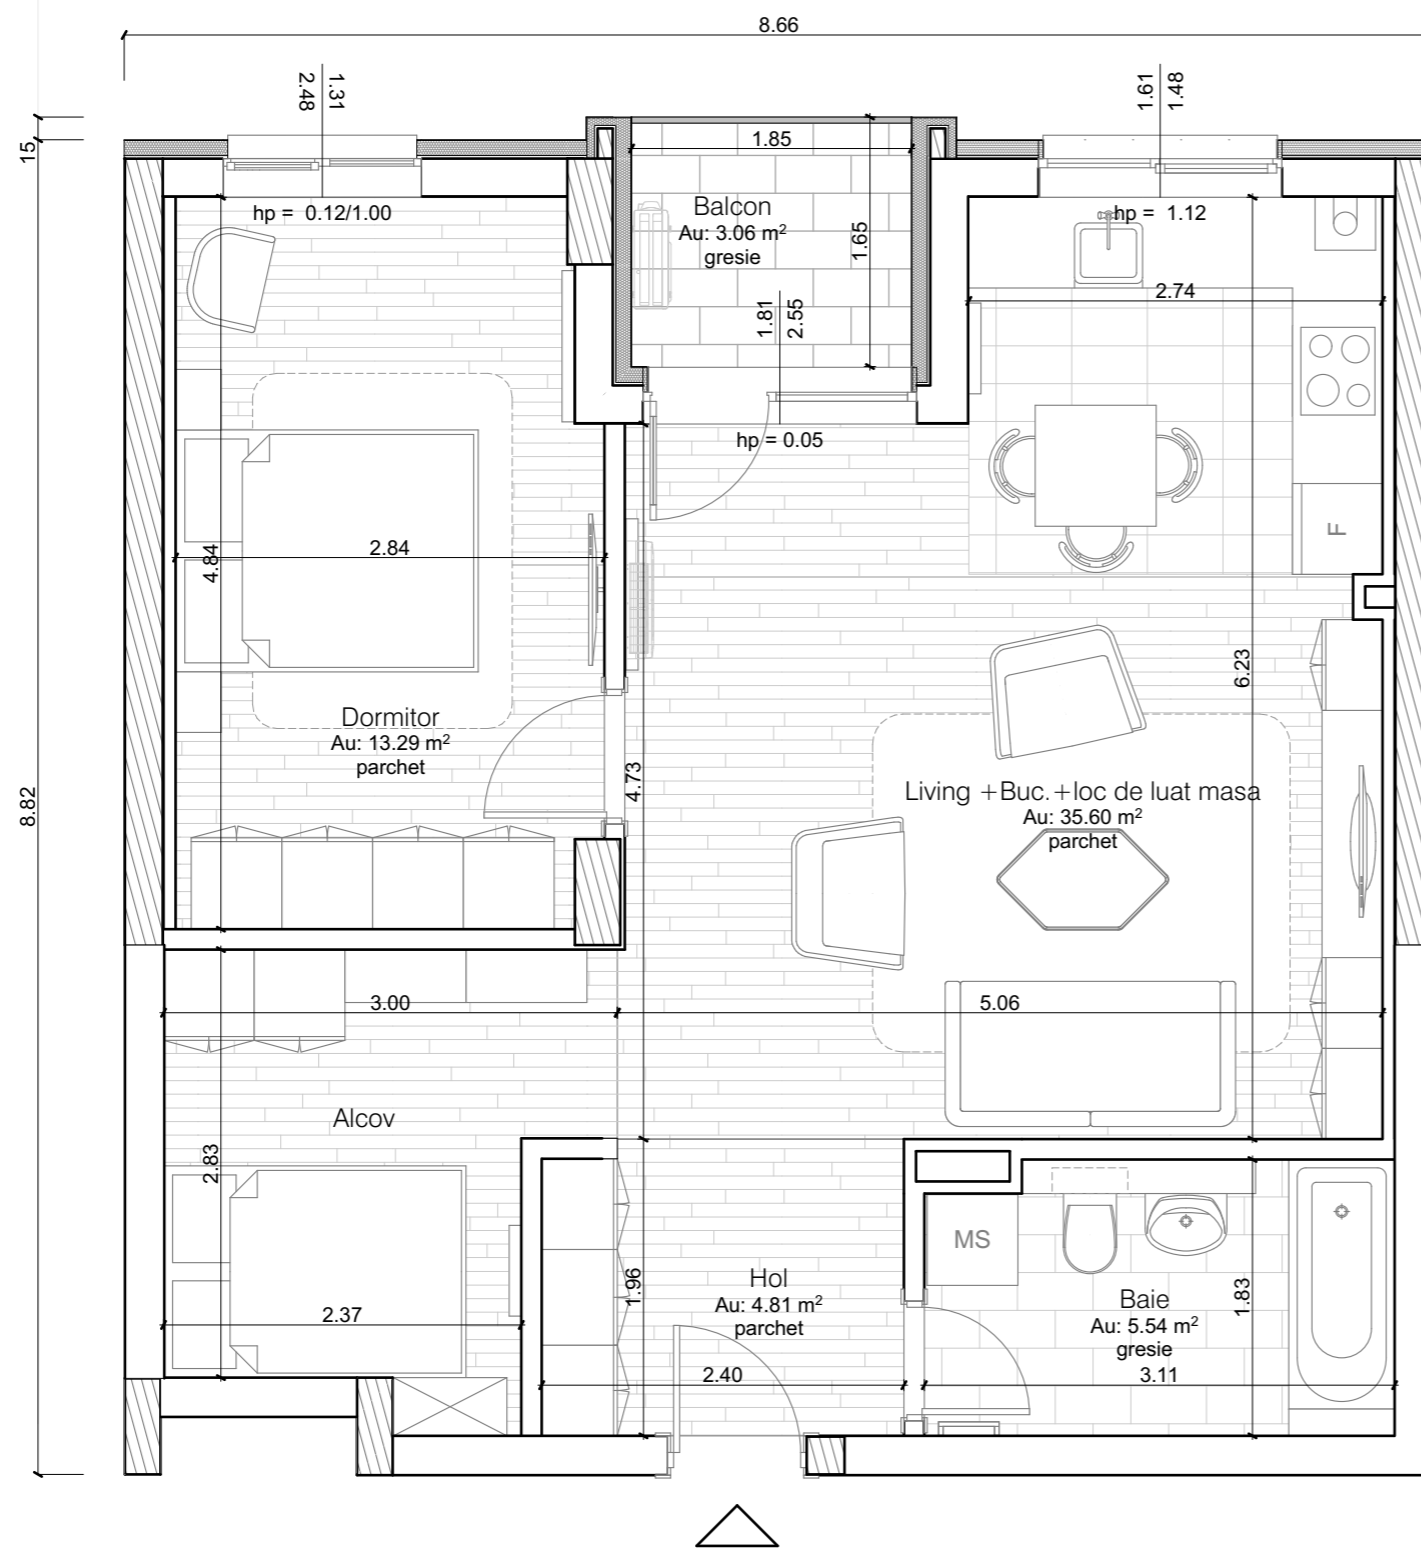 8.66
2.48
1.31
1.61
1.48
15
1.85
hp = 0.12/1.00
Balcon
Au: 3.06 m²
gresie
1.65
hp = 1.12
1.81
2.55
2.74
hp = 0.05
F
4.84
2.84
6.23
Dormitor
Au: 13.29 m²
parchet
4.73
Living +Buc.+loc de luat masa
Au: 35.60 m²
parchet
8.82
3.00
5.06
Alcov
2.83
MS
Hol
Au: 4.81 m²
parchet
1.96
Baie
Au: 5.54 m²
gresie
1.83
2.37
2.40
3.11